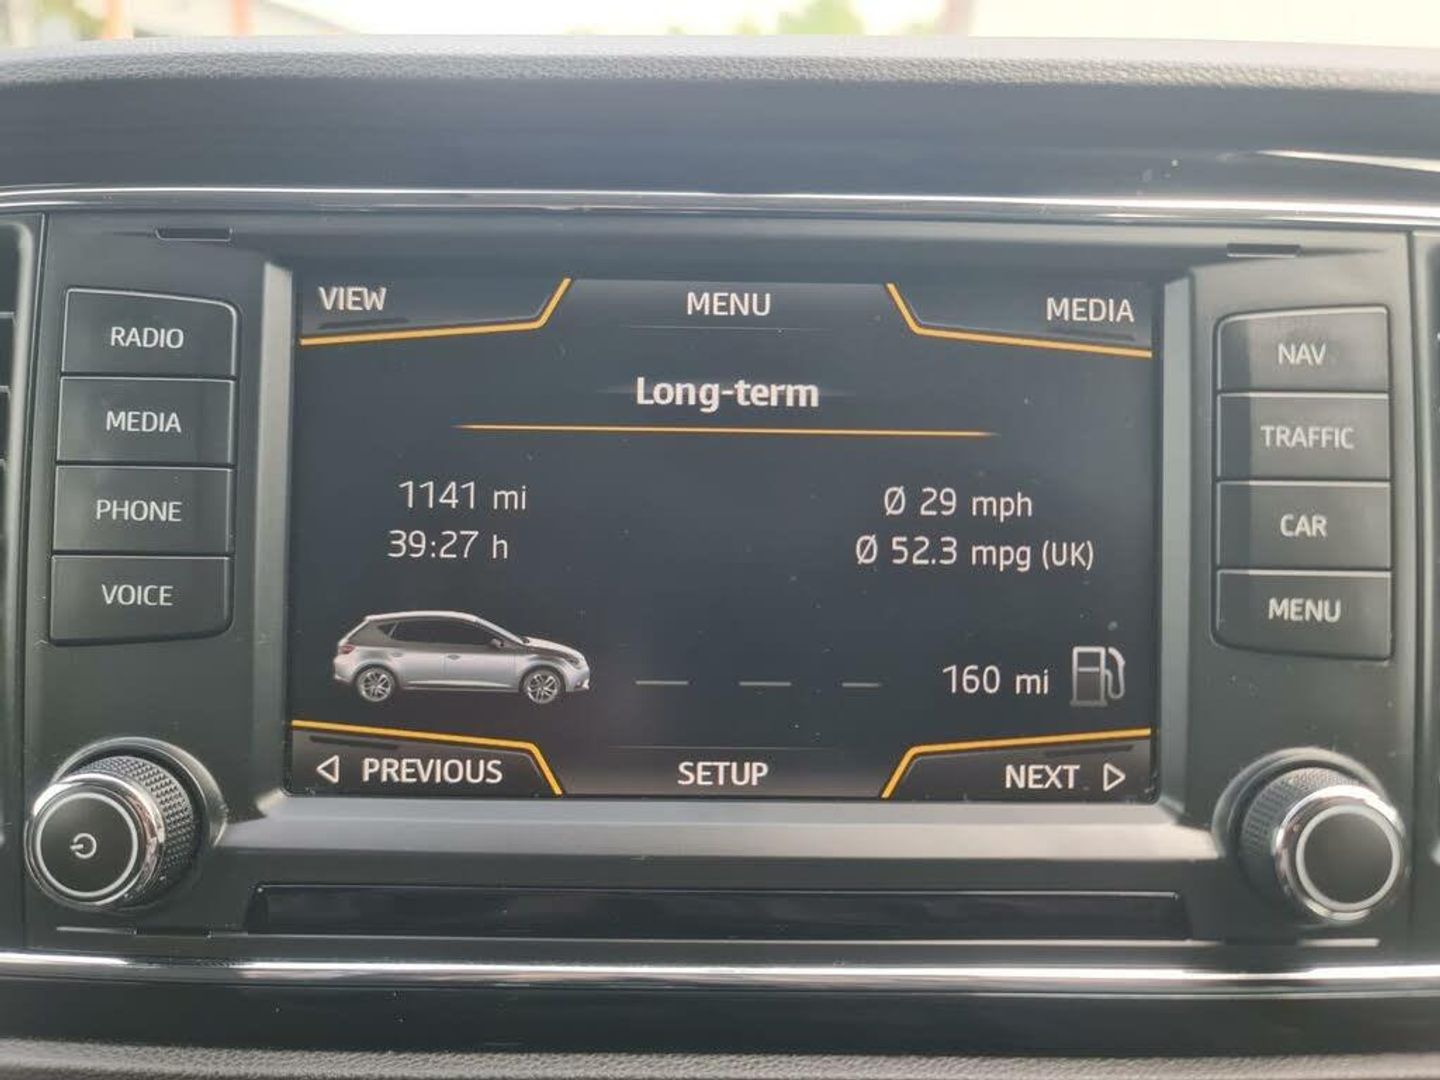 VIEW
MENU
MEDIA
RADIO
MEDIA
PHONE
VOICE
Long-term
1141 mi
39:27 h
Ø 29 mph
Ø 52.3 mpg (UK)
160 mi
PREVIOUS
SETUP
NEXT
NAV
TRAFFIC
CAR
MENU